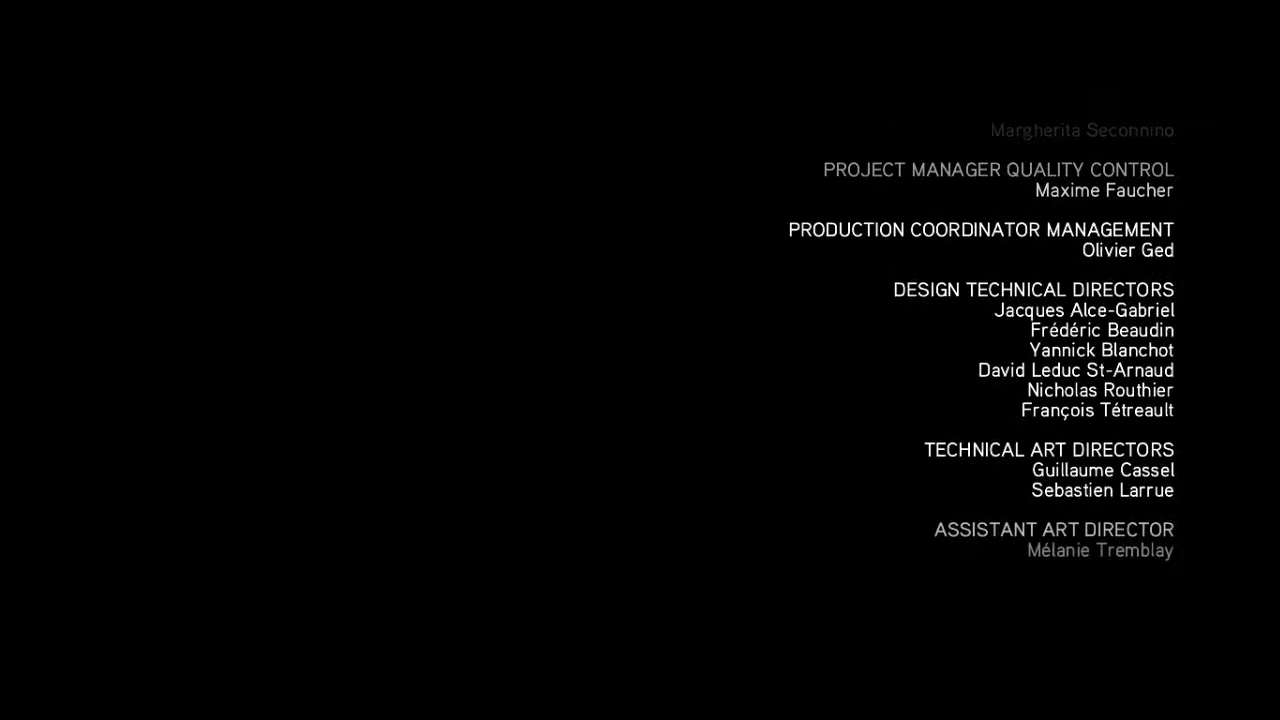 Margherita Seconnino
PROJECT MANAGER QUALITY CONTROL
Maxime Faucher
PRODUCTION COORDINATOR MANAGEMENT
Olivier Ged
DESIGN TECHNICAL DIRECTORS
Jacques Alce-Gabriel
Frédéric Beaudin
Yannick Blanchot
David Leduc St-Arnaud
Nicholas Routhier
François Tétreault
TECHNICAL ART DIRECTORS
Guillaume Cassel
Sebastien Larrue
ASSISTANT ART DIRECTOR
Mélanie Tremblay